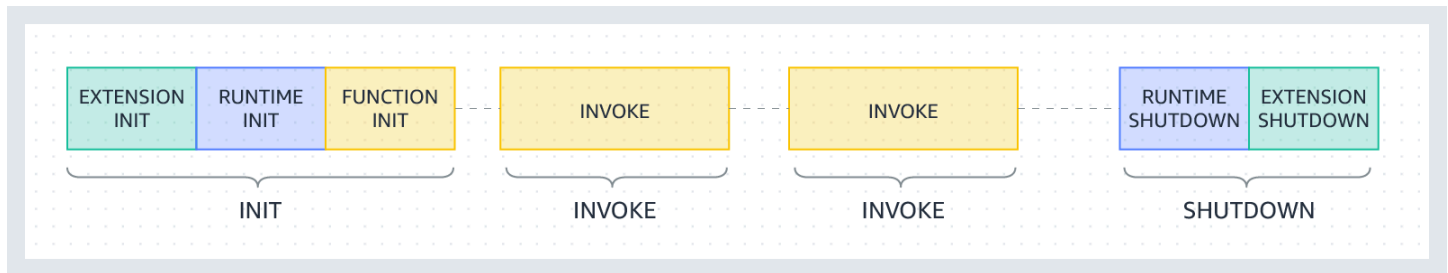 EXTENSION
INIT
RUNTIME
INIT
FUNCTION
INIT
INVOKE
INVOKE
RUNTIME
SHUTDOWN
EXTENSION
SHUTDOWN
INIT
INVOKE
INVOKE
SHUTDOWN